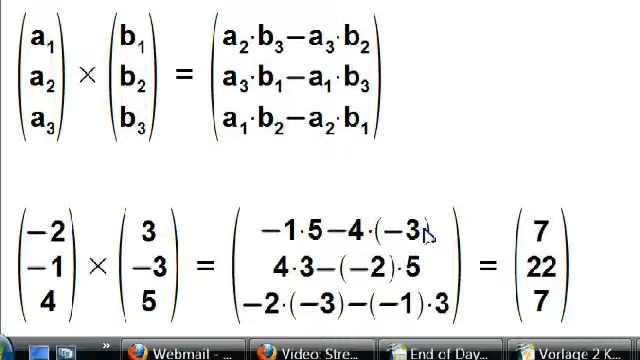 a₁ b₁ a₂·b₃−a₃·b₂
a₂ × b₂ = a₃·b₁−a₁·b₃
a₃ b₃ a₁·b₂−a₂·b₁
−2 3 −1·5−4·(−3) 7
−1 × −3 = 4·3−(−2)·5 = 22
4 5 −2·(−3)−(−1)·3 7
» Webmail - ... Video: Stre... End of Day... Vorlage 2 K...